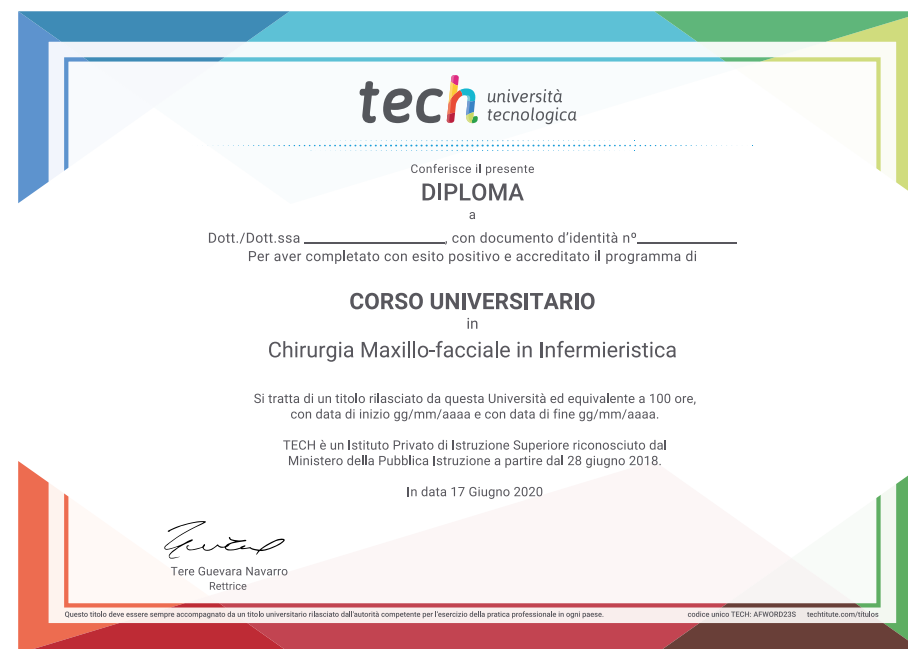 tech università
tecnologica
Conferisce il presente
DIPLOMA
a
Dott./Dott.ssa ____________________, con documento d'identità nº______________
Per aver completato con esito positivo e accreditato il programma di
CORSO UNIVERSITARIO
in
Chirurgia Maxillo-facciale in Infermieristica
Si tratta di un titolo rilasciato da questa Università ed equivalente a 100 ore,
con data di inizio gg/mm/aaaa e con data di fine gg/mm/aaaa.
TECH è un Istituto Privato di Istruzione Superiore riconosciuto dal
Ministero della Pubblica Istruzione a partire dal 28 giugno 2018.
In data 17 Giugno 2020
Tere Guevara Navarro
Rettrice
Questo titolo deve essere sempre accompagnato da un titolo universitario rilasciato dall'autorità competente per l'esercizio della pratica professionale in ogni paese. codice unico TECH: AFWORD23S techtitute.com/títulos